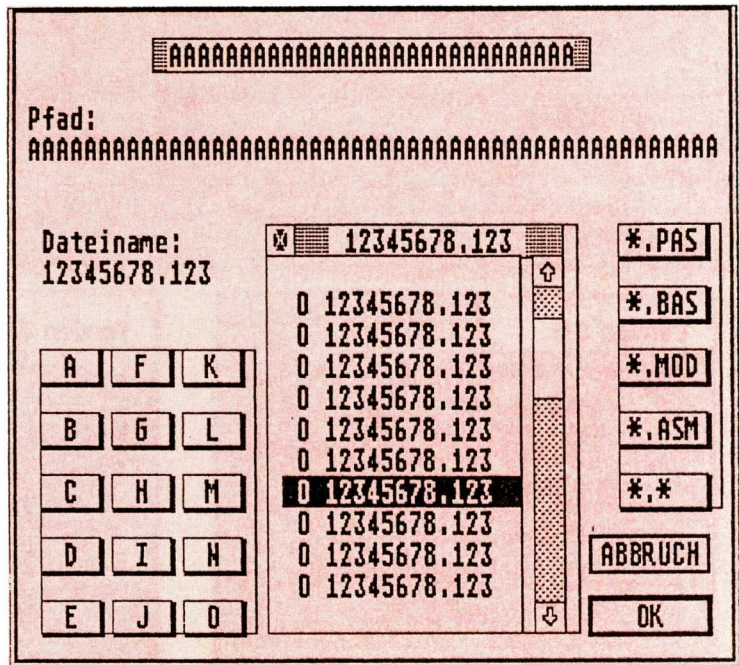 AAAAAAAAAAAAAAAAAAAAAAAAAAAA
Pfad:
AAAAAAAAAAAAAAAAAAAAAAAAAAAAAAAAAAAAAAAAAAAAAAAA
Dateiname:
12345678.123
A F K
B G L
C H M
D I N
E J O
12345678.123
0 12345678.123
0 12345678.123
0 12345678.123
0 12345678.123
0 12345678.123
0 12345678.123
0 12345678.123
0 12345678.123
0 12345678.123
0 12345678.123
*.PAS
*.BAS
*.MOD
*.ASM
*.*
ABBRUCH
OK